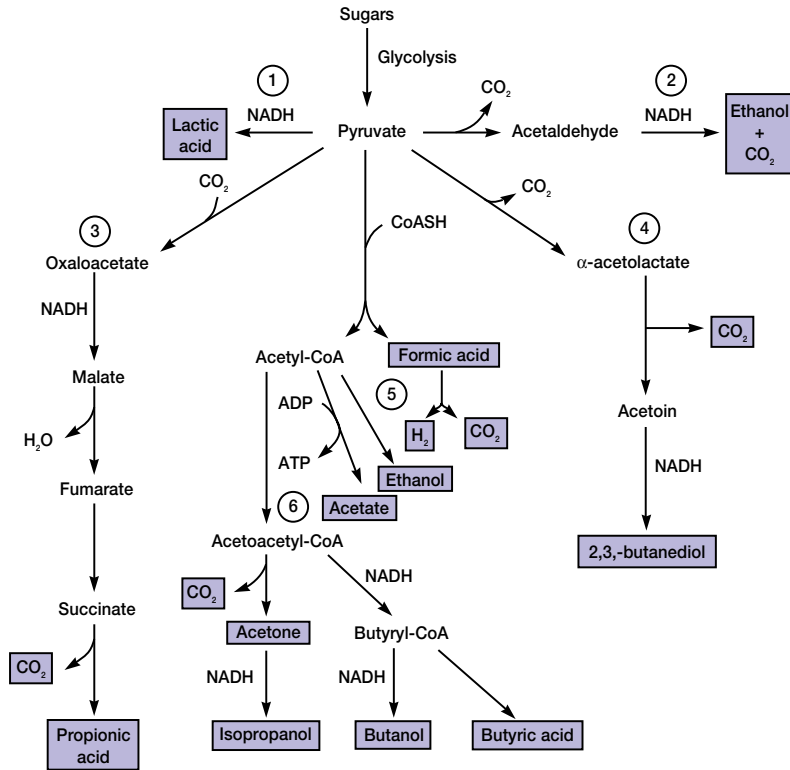 Sugars
Glycolysis
1
2
NADH
CO₂
NADH
Lactic
acid
Pyruvate
Acetaldehyde
Ethanol
+
CO₂
CO₂
CO₂
3
CoASH
4
Oxaloacetate
α-acetolactate
NADH
CO₂
Acetyl-CoA
Formic acid
Malate
ADP
5
H₂
CO₂
Acetoin
H₂O
ATP
NADH
Ethanol
Fumarate
Acetate
6
Acetoacetyl-CoA
2,3,-butanediol
NADH
CO₂
Succinate
Acetone
Butyryl-CoA
CO₂
NADH
NADH
Propionic
acid
Isopropanol
Butanol
Butyric acid